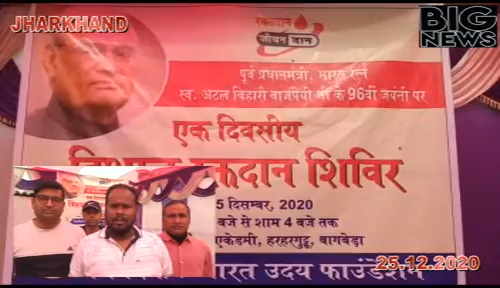 JHARKHAND
BIG
NEWS
रक्तदान
जीवन दान
पूर्व प्रधानमंत्री, भारत रत्न
स्व. अटल बिहारी वाजपेयी जी के 96वीं जयंती पर
एक दिवसीय
रक्तदान शिविर
5 दिसम्बर, 2020
बजे से शाम 4 बजे तक
एकेडमी, हरहरगुट्टू, बागबेड़ा
भारत उदय फाउंडेशन
25.12.2020